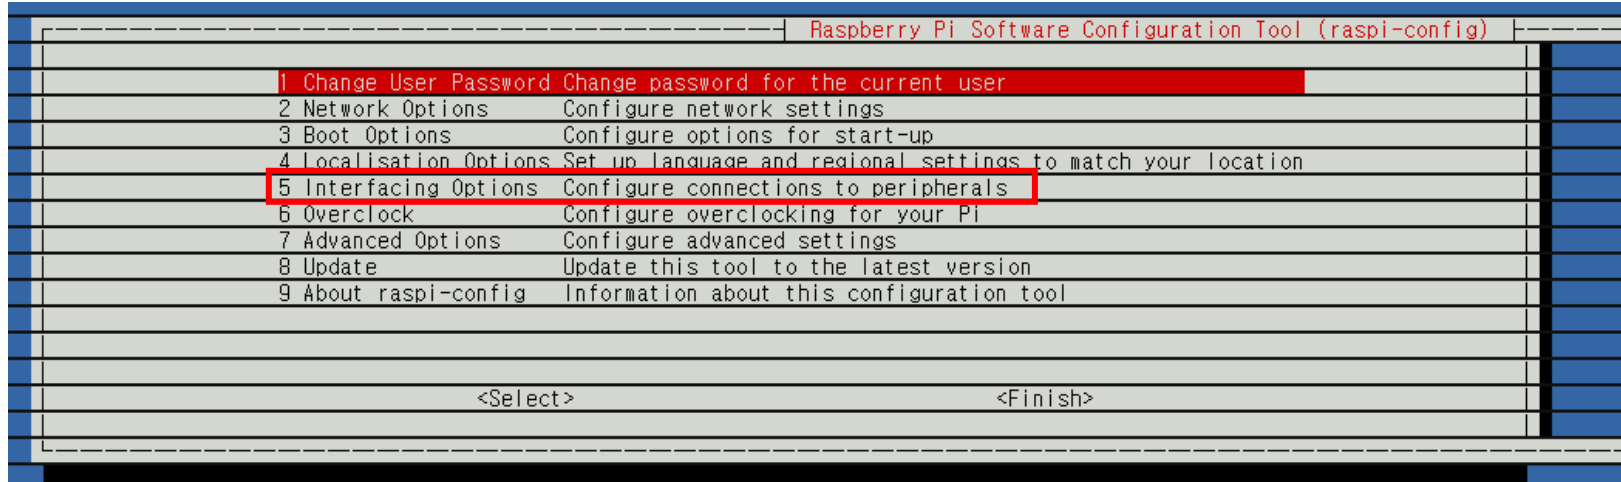 Raspberry Pi Software Configuration Tool (raspi-config)
1 Change User Password Change password for the current user
2 Network Options Configure network settings
3 Boot Options Configure options for start-up
4 Localisation Options Set up language and regional settings to match your location
5 Interfacing Options Configure connections to peripherals
6 Overclock Configure overclocking for your Pi
7 Advanced Options Configure advanced settings
8 Update Update this tool to the latest version
9 About raspi-config Information about this configuration tool
<Select> <Finish>